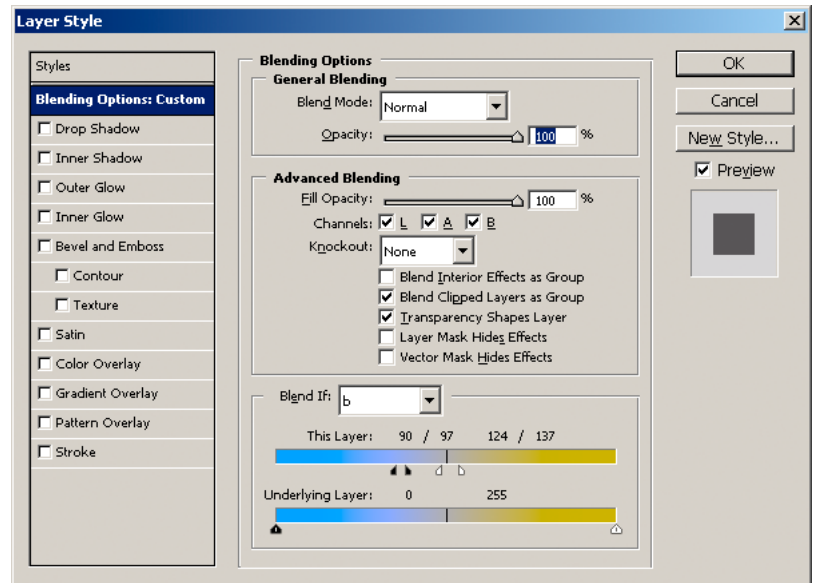 Layer Style
Styles
Blending Options: Custom
Drop Shadow
Inner Shadow
Outer Glow
Inner Glow
Bevel and Emboss
Contour
Texture
Satin
Color Overlay
Gradient Overlay
Pattern Overlay
Stroke
Blending Options
General Blending
Blend Mode: Normal
Opacity: 100 %
Advanced Blending
Fill Opacity: 100 %
Channels: L A B
Knockout: None
Blend Interior Effects as Group
Blend Clipped Layers as Group
Transparency Shapes Layer
Layer Mask Hides Effects
Vector Mask Hides Effects
Blend If: b
This Layer: 90 / 97 124 / 137
Underlying Layer: 0 255
OK
Cancel
New Style...
Preview